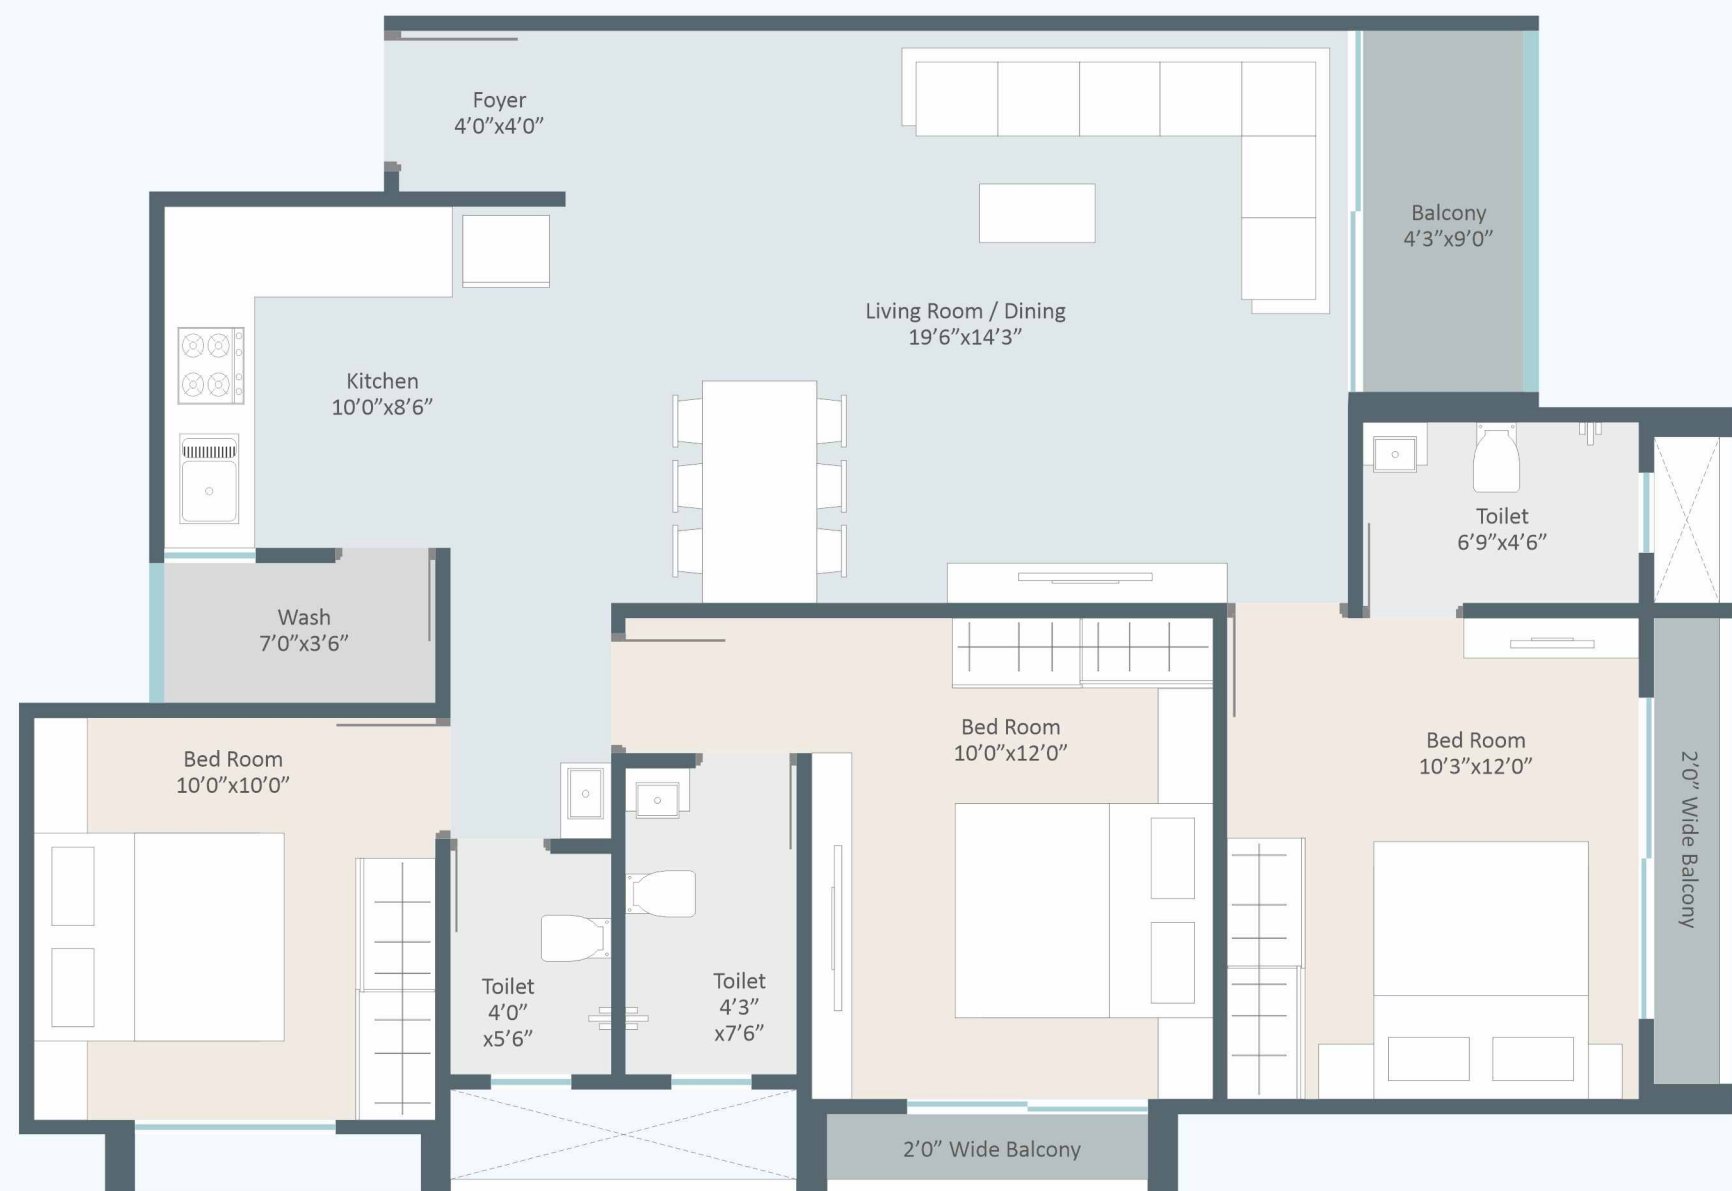 Foyer
4’0”x4’0”
Balcony
4’3”x9’0”
Living Room / Dining
19’6”x14’3”
Kitchen
10’0”x8’6”
Toilet
6’9”x4’6”
Wash
7’0”x3’6”
Bed Room
10’0”x10’0”
Bed Room
10’0”x12’0”
Bed Room
10’3”x12’0”
2’0” Wide Balcony
Toilet
4’0”
x5’6”
Toilet
4’3”
x7’6”
2’0” Wide Balcony